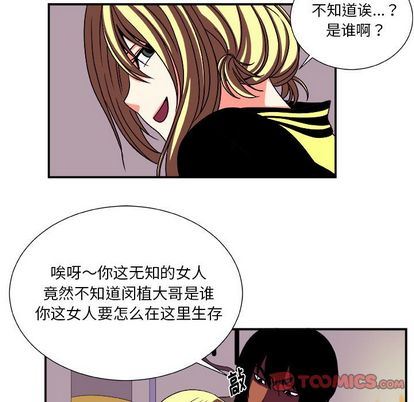 不知道诶...？
是谁啊？
唉呀～你这无知的女人
竟然不知道闵植大哥是谁
你这女人要怎么在这里生存
敲
TOOMICS.COM